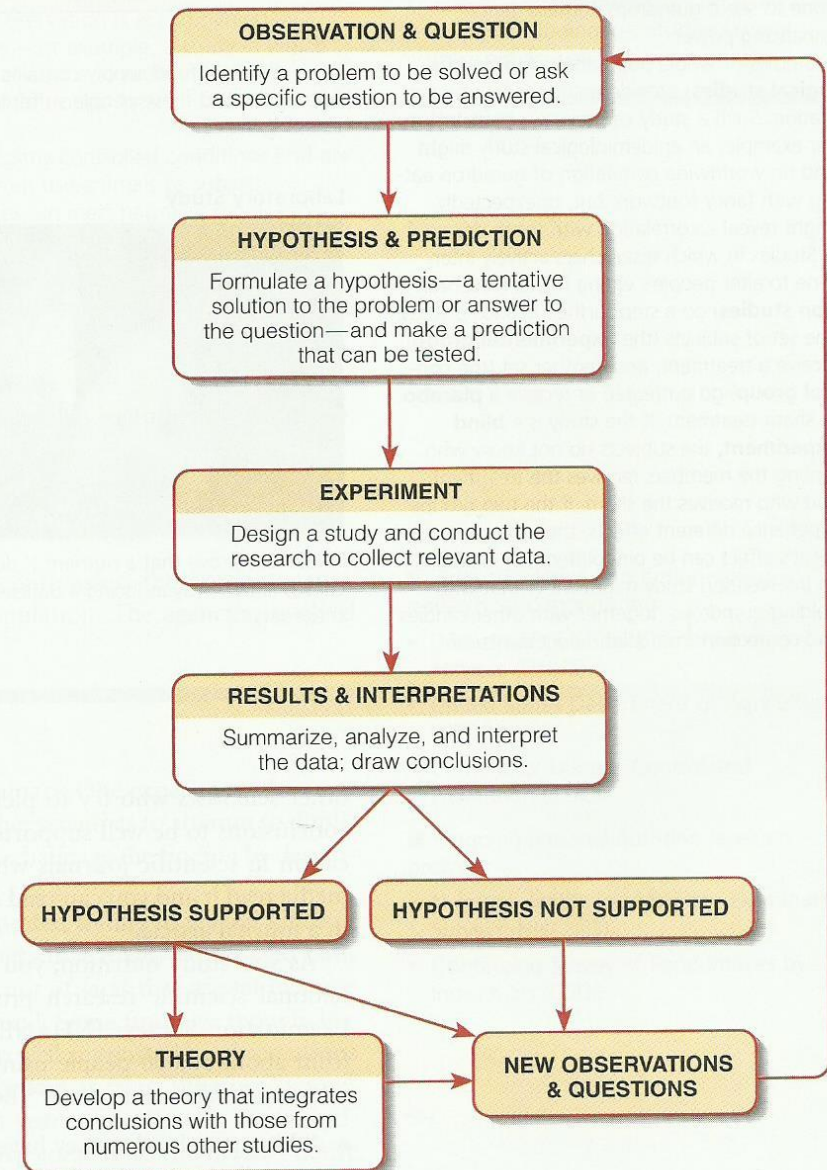 OBSERVATION & QUESTION
Identify a problem to be solved or ask
a specific question to be answered.
HYPOTHESIS & PREDICTION
Formulate a hypothesis—a tentative
solution to the problem or answer to
the question—and make a prediction
that can be tested.
EXPERIMENT
Design a study and conduct the
research to collect relevant data.
RESULTS & INTERPRETATIONS
Summarize, analyze, and interpret
the data; draw conclusions.
HYPOTHESIS SUPPORTED
HYPOTHESIS NOT SUPPORTED
THEORY
Develop a theory that integrates
conclusions with those from
numerous other studies.
NEW OBSERVATIONS
& QUESTIONS